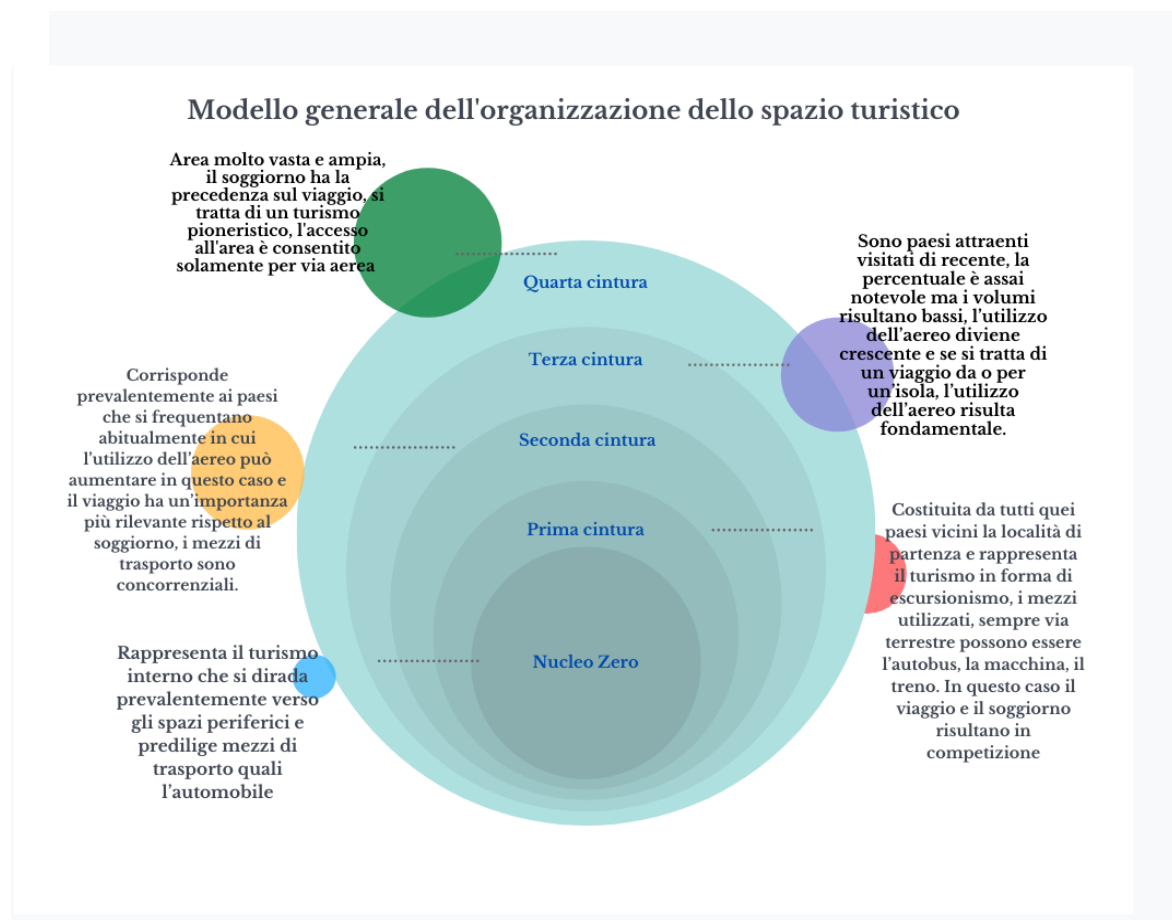 Modello generale dell'organizzazione dello spazio turistico
Area molto vasta e ampia,
il soggiorno ha la
precedenza sul viaggio, si
tratta di un turismo
pioneristico, l'accesso
all'area è consentito
solamente per via aerea
Quarta cintura
Sono paesi attraenti
visitati di recente, la
percentuale è assai
notevole ma i volumi
risultano bassi, l’utilizzo
dell’aereo diviene
crescente e se si tratta di
un viaggio da o per
un’isola, l’utilizzo
dell’aereo risulta
fondamentale.
Terza cintura
Corrisponde
prevalentemente ai paesi
che si frequentano
abitualmente in cui
l’utilizzo dell’aereo può
aumentare in questo caso e
il viaggio ha un’importanza
più rilevante rispetto al
soggiorno, i mezzi di
trasporto sono
concorrenziali.
Seconda cintura
Prima cintura
Costituita da tutti quei
paesi vicini la località di
partenza e rappresenta
il turismo in forma di
escursionismo, i mezzi
utilizzati, sempre via
terrestre possono essere
l’autobus, la macchina, il
treno. In questo caso il
viaggio e il soggiorno
risultano in
competizione
Rappresenta il turismo
interno che si dirada
prevalentemente verso
gli spazi periferici e
predilige mezzi di
trasporto quali
l’automobile
Nucleo Zero